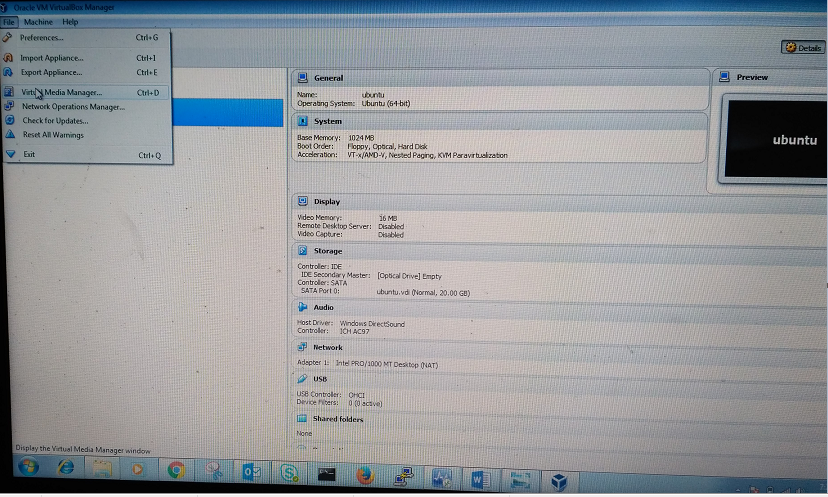 Oracle VM VirtualBox Manager
File Machine Help
Preferences... Ctrl+G
Import Appliance... Ctrl+I
Export Appliance... Ctrl+E
Virtual Media Manager... Ctrl+D
Network Operations Manager...
Check for Updates...
Reset All Warnings
Exit Ctrl+Q
Details
General
Name: ubuntu
Operating System: Ubuntu (64-bit)
Preview
ubuntu
System
Base Memory: 1024 MB
Boot Order: Floppy, Optical, Hard Disk
Acceleration: VT-x/AMD-V, Nested Paging, KVM Paravirtualization
Display
Video Memory: 16 MB
Remote Desktop Server: Disabled
Video Capture: Disabled
Storage
Controller: IDE
IDE Secondary Master: [Optical Drive] Empty
Controller: SATA
SATA Port 0: ubuntu.vdi (Normal, 20.00 GB)
Audio
Host Driver: Windows DirectSound
Controller: ICH AC97
Network
Adapter 1: Intel PRO/1000 MT Desktop (NAT)
USB
USB Controller: OHCI
Device Filters: 0 (0 active)
Shared folders
None
Display the Virtual Media Manager window